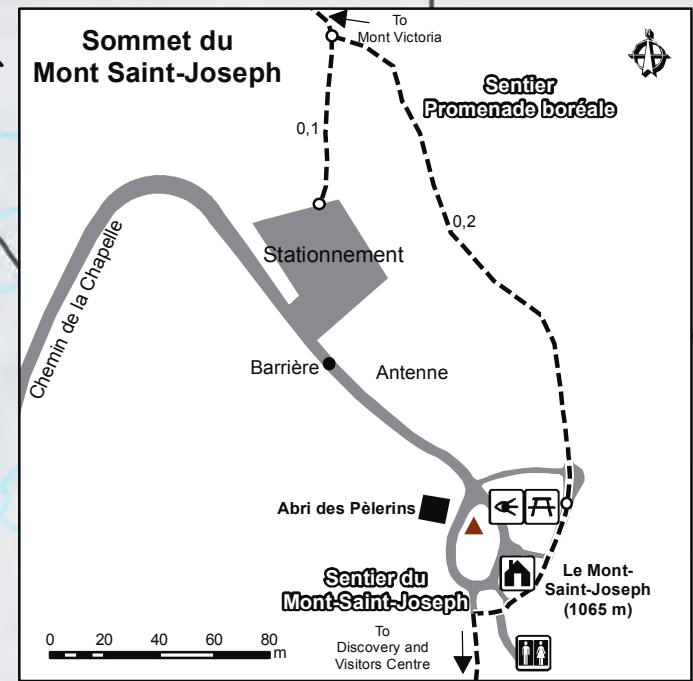 Sommet du
Mont Saint-Joseph
To
Mont Victoria
N
Sentier
Promenade boréale
0,1
0,2
Chemin de la Chapelle
Stationnement
Barrière
Antenne
Abri des Pèlerins
Le Mont-
Saint-Joseph
(1065 m)
Sentier du
Mont-Saint-Joseph
To
Discovery and
Visitors Centre
0 20 40 60 80
m